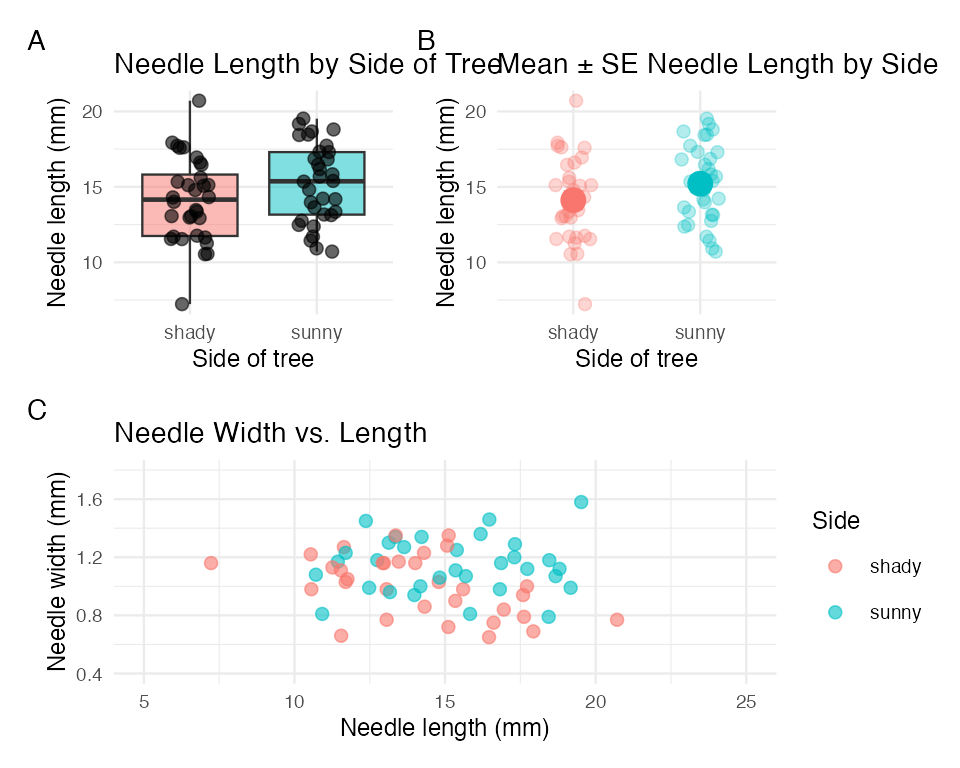 A
Needle Length by Side of Tree
Needle length (mm)
20
15
10
shady
sunny
Side of tree
B
Mean ± SE Needle Length by Side
Needle length (mm)
20
15
10
shady
sunny
Side of tree
C
Needle Width vs. Length
Needle width (mm)
1.6
1.2
0.8
0.4
5
10
15
20
25
Needle length (mm)
Side
shady
sunny